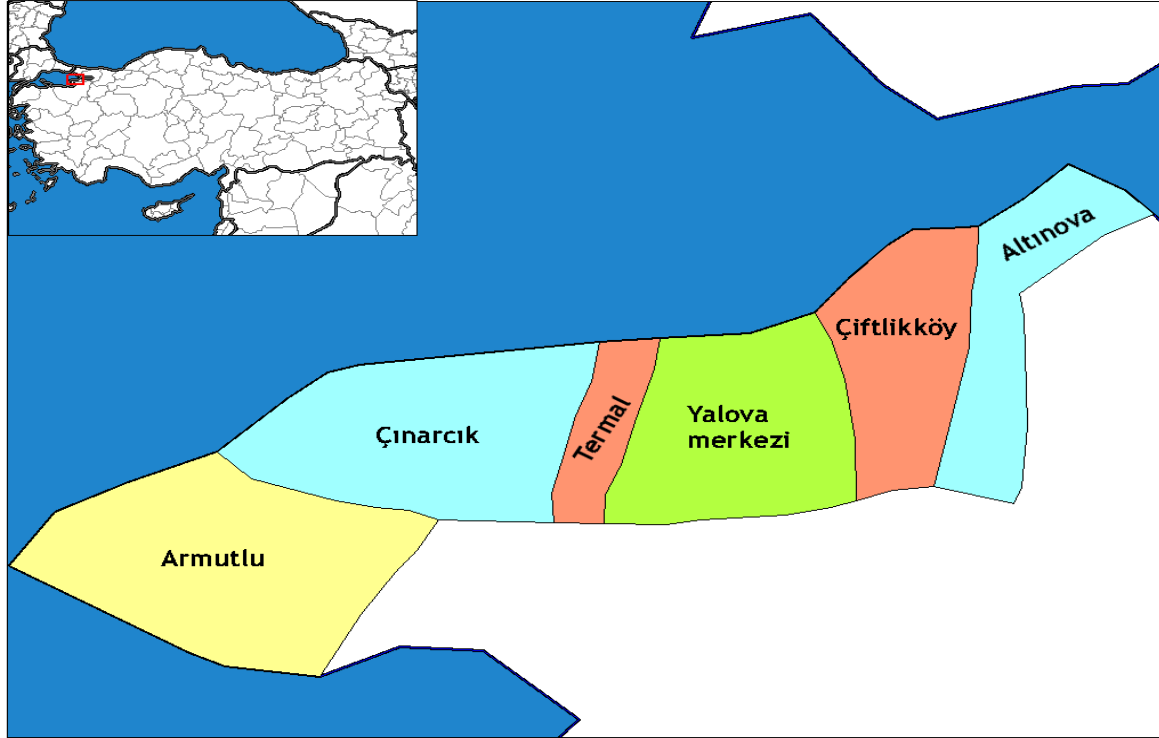 Altınova
Çiftlikköy
Termal
Yalova
merkezi
Çınarcık
Armutlu